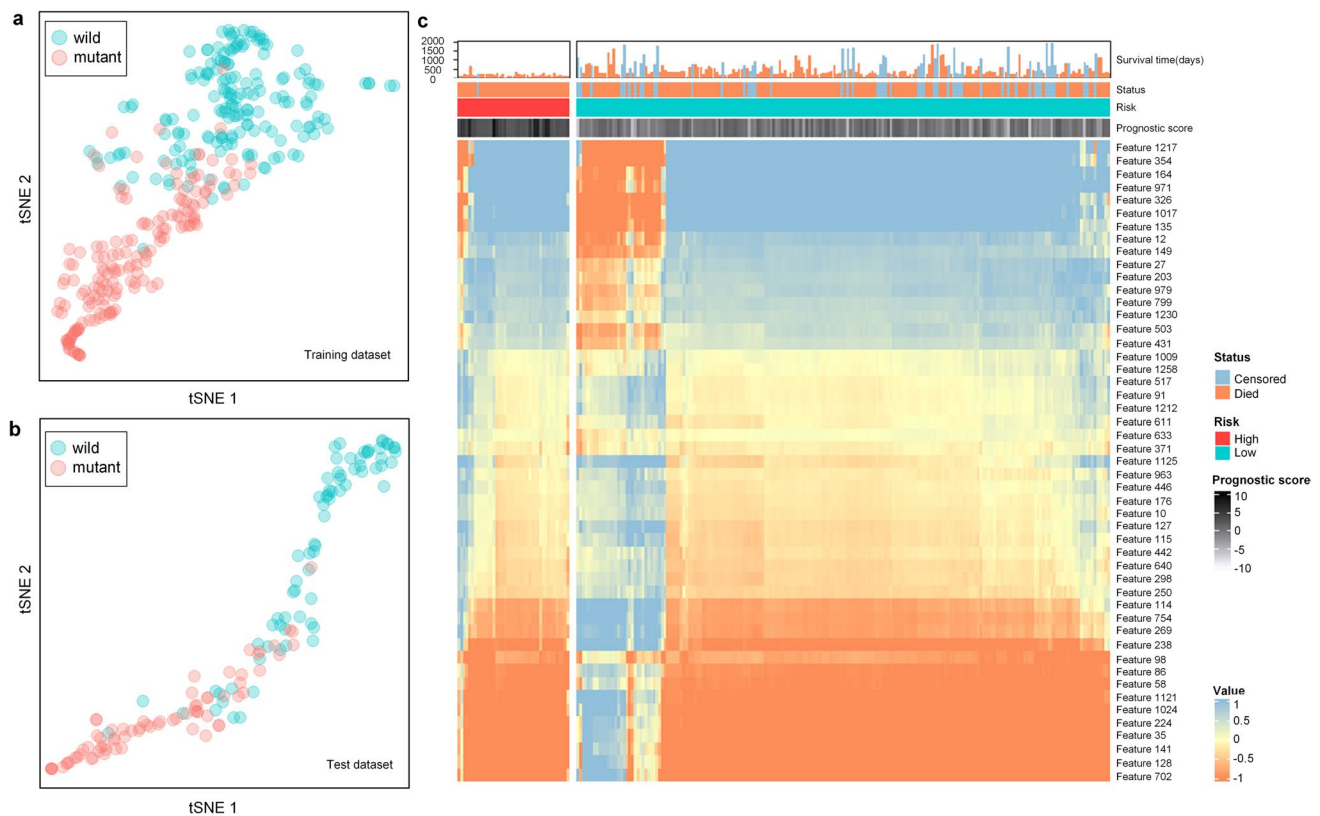 a
wild
mutant
tSNE 2
Training dataset
tSNE 1
b
wild
mutant
tSNE 2
Test dataset
tSNE 1
c
2000
1500
1000
500
0
Survival time(days)
Status
Risk
Prognostic score
Feature 1217
Feature 354
Feature 164
Feature 971
Feature 326
Feature 1017
Feature 135
Feature 12
Feature 149
Feature 27
Feature 203
Feature 979
Feature 799
Feature 1230
Feature 503
Feature 431
Feature 1009
Feature 1258
Feature 517
Feature 91
Feature 1212
Feature 611
Feature 633
Feature 371
Feature 1125
Feature 963
Feature 446
Feature 176
Feature 10
Feature 127
Feature 115
Feature 442
Feature 640
Feature 298
Feature 250
Feature 114
Feature 754
Feature 269
Feature 238
Feature 98
Feature 86
Feature 58
Feature 1121
Feature 1024
Feature 224
Feature 35
Feature 141
Feature 128
Feature 702
Status
Censored
Died
Risk
High
Low
Prognostic score
10
5
0
-5
-10
Value
1
0.5
0
-0.5
-1